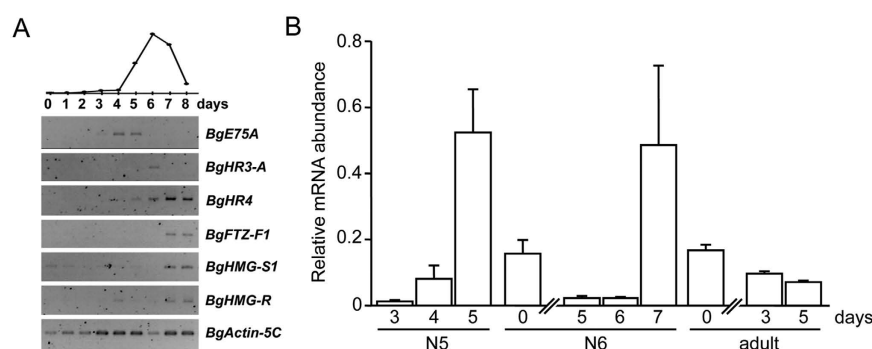 A
0 1 2 3 4 5 6 7 8 days
BgE75A
BgHR3-A
BgHR4
BgFTZ-F1
BgHMG-S1
BgHMG-R
BgActin-5C
B
Relative mRNA abundance
0.8
0.6
0.4
0.2
0
3 4 5 0 5 6 7 0 3 5 days
N5 N6 adult